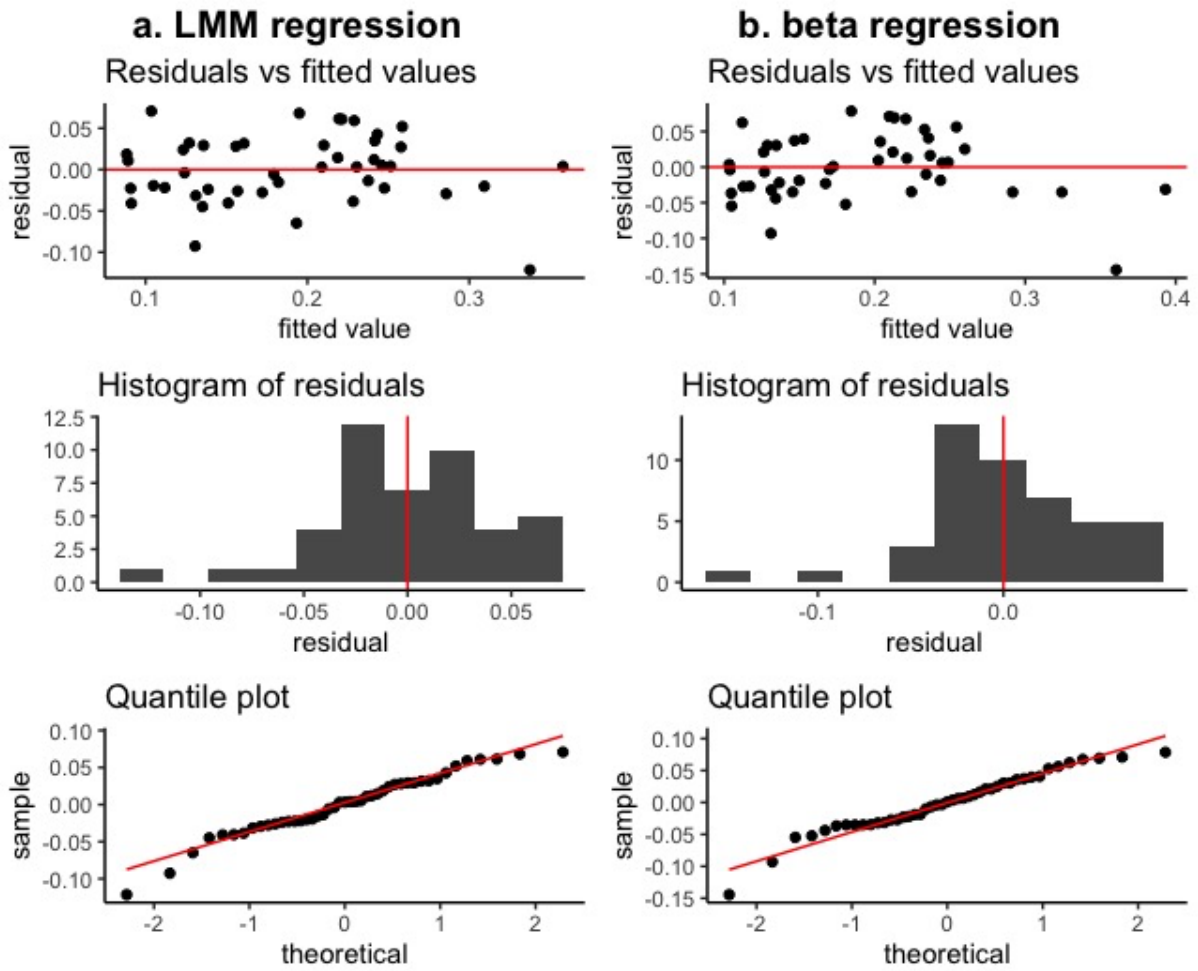 a. LMM regression
Residuals vs fitted values
residual
0.05
0.00
-0.05
-0.10
0.1 0.2 0.3
fitted value
Histogram of residuals
12.5
10.0
7.5
5.0
2.5
0.0
-0.10 -0.05 0.00 0.05
residual
Quantile plot
sample
0.10
0.05
0.00
-0.05
-0.10
-2 -1 0 1 2
theoretical
b. beta regression
Residuals vs fitted values
residual
0.05
0.00
-0.05
-0.10
-0.15
0.1 0.2 0.3 0.4
fitted value
Histogram of residuals
10
5
0
-0.1 0.0
residual
Quantile plot
sample
0.10
0.05
0.00
-0.05
-0.10
-0.15
-2 -1 0 1 2
theoretical